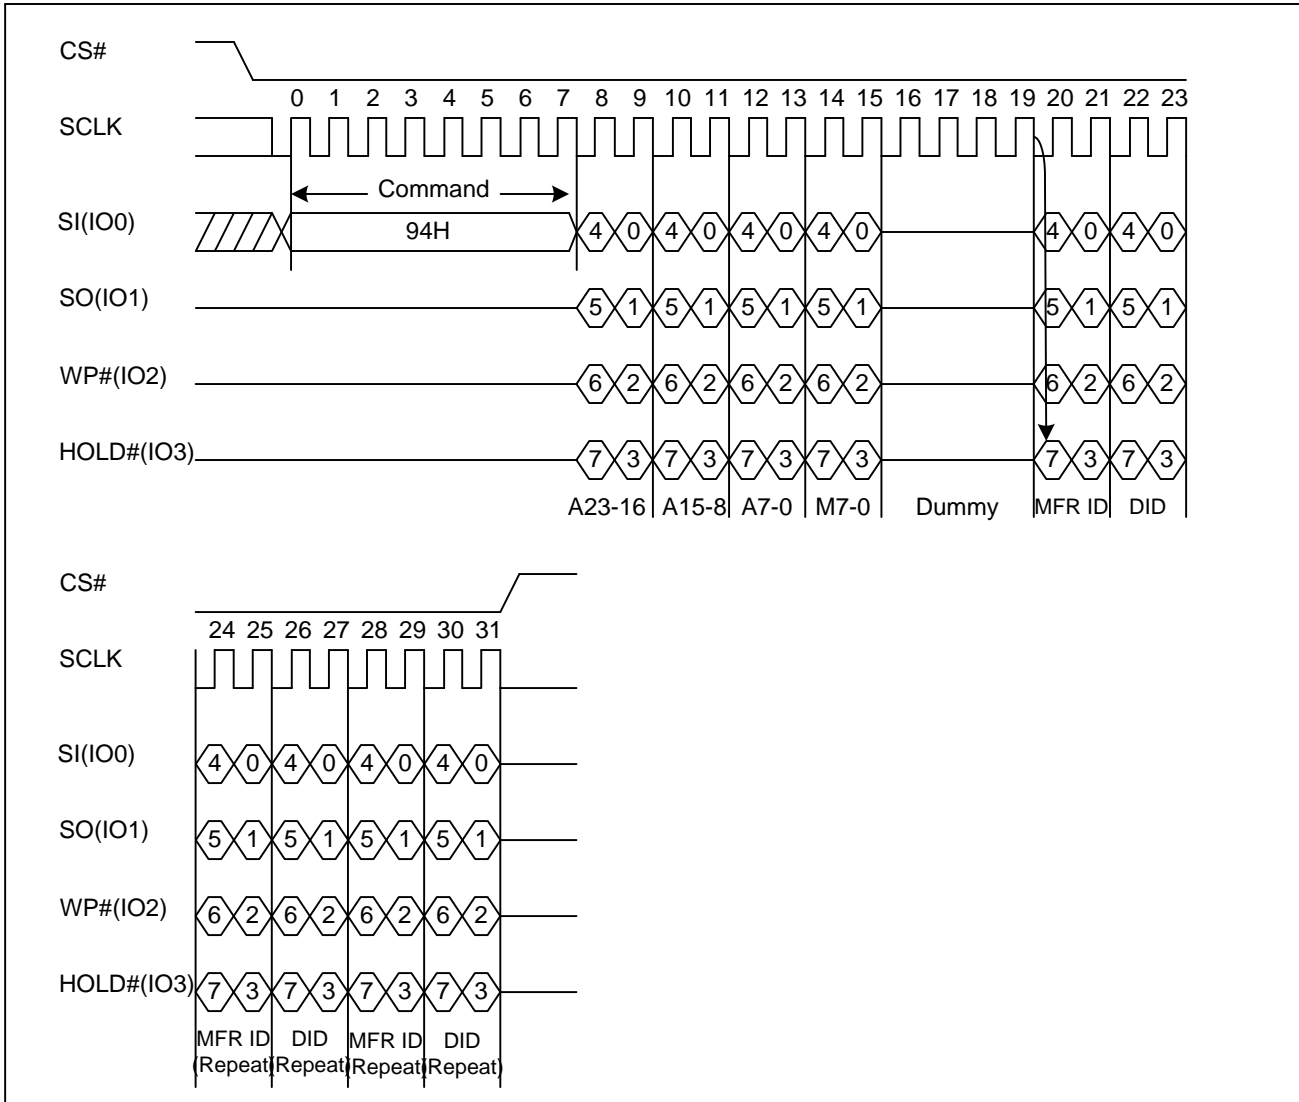 CS#
0 1 2 3 4 5 6 7 8 9 10 11 12 13 14 15 16 17 18 19 20 21 22 23
SCLK
Command
SI(IO0) 94H 4 0 4 0 4 0 4 0 4 0 4 0
SO(IO1) 5 1 5 1 5 1 5 1 5 1 5 1
WP#(IO2) 6 2 6 2 6 2 6 2 6 2 6 2
HOLD#(IO3) 7 3 7 3 7 3 7 3 7 3 7 3
A23-16 A15-8 A7-0 M7-0 Dummy MFR ID DID
CS#
24 25 26 27 28 29 30 31
SCLK
SI(IO0) 4 0 4 0 4 0 4 0
SO(IO1) 5 1 5 1 5 1 5 1
WP#(IO2) 6 2 6 2 6 2 6 2
HOLD#(IO3) 7 3 7 3 7 3 7 3
MFR ID DID MFR ID DID
(Repeat) (Repeat) (Repeat) (Repeat)